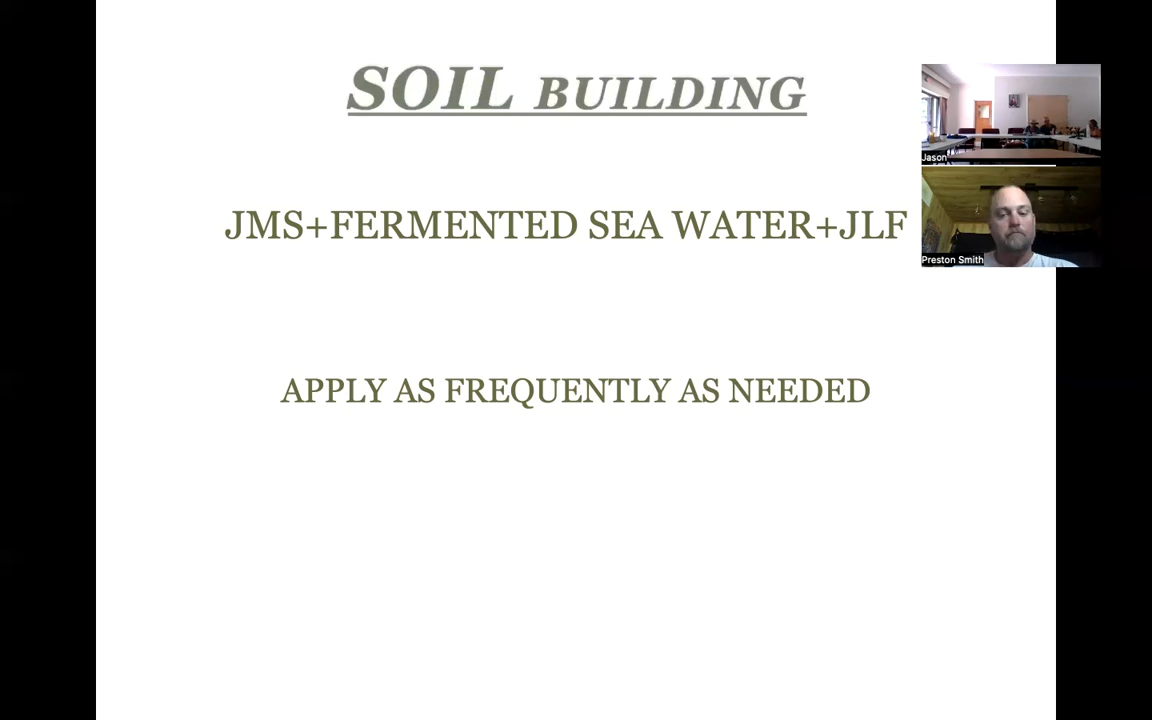 SOIL BUILDING
JMS+FERMENTED SEA WATER+JLF
APPLY AS FREQUENTLY AS NEEDED
Jason
Preston Smith